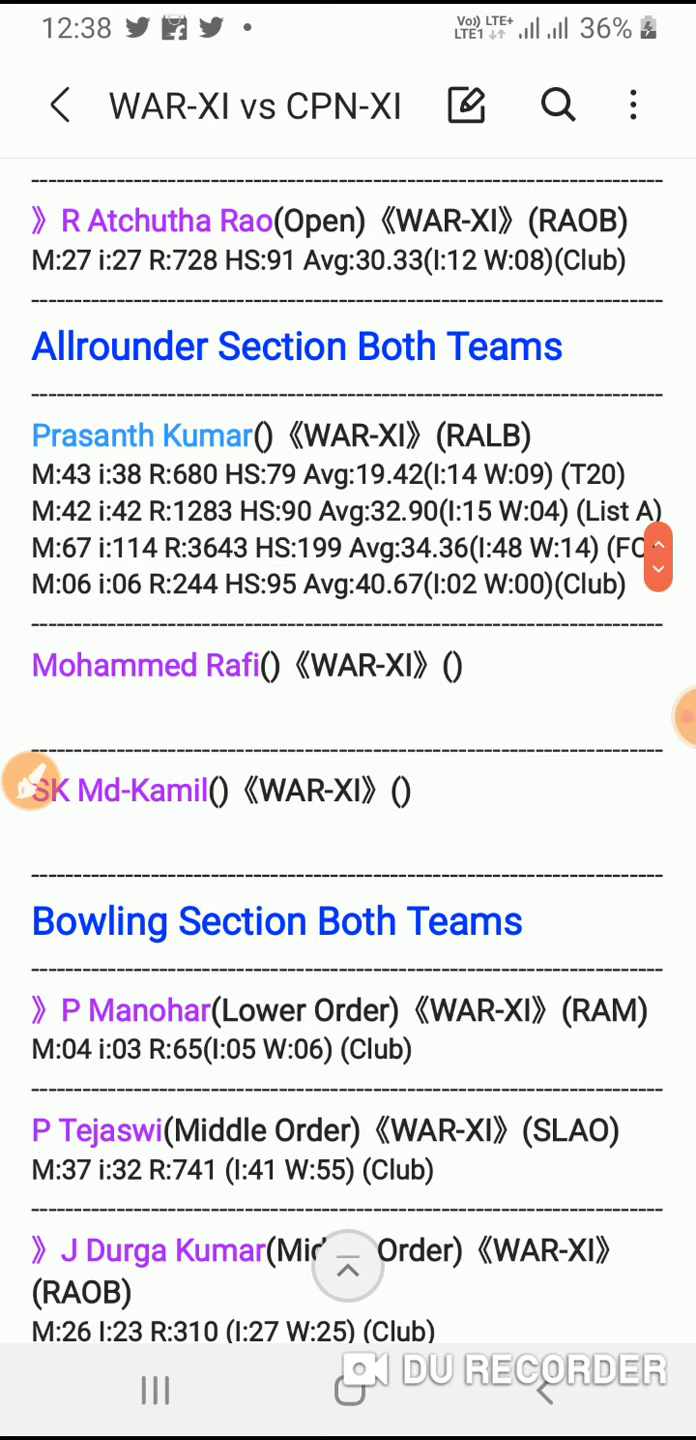 12:38 Vo)) LTE+ LTE1 36%
WAR-XI vs CPN-XI
》R Atchutha Rao(Open)《WAR-XI》(RAOB)
M:27 i:27 R:728 HS:91 Avg:30.33(I:12 W:08)(Club)
Allrounder Section Both Teams
Prasanth Kumar()《WAR-XI》(RALB)
M:43 i:38 R:680 HS:79 Avg:19.42(I:14 W:09) (T20)
M:42 i:42 R:1283 HS:90 Avg:32.90(I:15 W:04) (List A)
M:67 i:114 R:3643 HS:199 Avg:34.36(I:48 W:14) (FC
M:06 i:06 R:244 HS:95 Avg:40.67(I:02 W:00)(Club)
Mohammed Rafi()《WAR-XI》()
SK Md-Kamil()《WAR-XI》()
Bowling Section Both Teams
》P Manohar(Lower Order)《WAR-XI》(RAM)
M:04 i:03 R:65(I:05 W:06) (Club)
P Tejaswi(Middle Order)《WAR-XI》(SLAO)
M:37 i:32 R:741 (I:41 W:55) (Club)
》J Durga Kumar(Mid Order)《WAR-XI》
(RAOB)
M:26 I:23 R:310 (I:27 W:25) (Club)
DU RECORDER